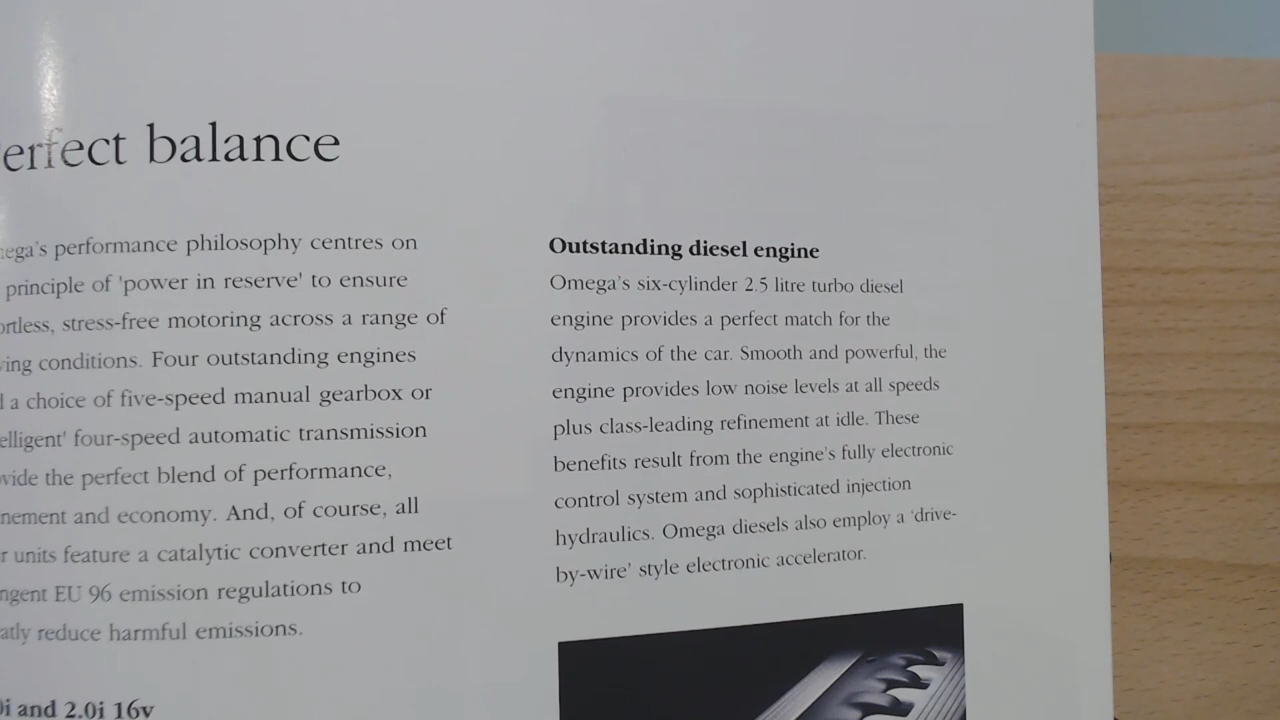 erfect balance
ega's performance philosophy centres on
principle of 'power in reserve' to ensure
ortless, stress-free motoring across a range of
ving conditions. Four outstanding engines
a choice of five-speed manual gearbox or
elligent' four-speed automatic transmission
vide the perfect blend of performance,
nement and economy. And, of course, all
r units feature a catalytic converter and meet
ngent EU 96 emission regulations to
atly reduce harmful emissions.
0i and 2.0i 16v
Outstanding diesel engine
Omega's six-cylinder 2.5 litre turbo diesel
engine provides a perfect match for the
dynamics of the car. Smooth and powerful, the
engine provides low noise levels at all speeds
plus class-leading refinement at idle. These
benefits result from the engine's fully electronic
control system and sophisticated injection
hydraulics. Omega diesels also employ a 'drive-
by-wire' style electronic accelerator.